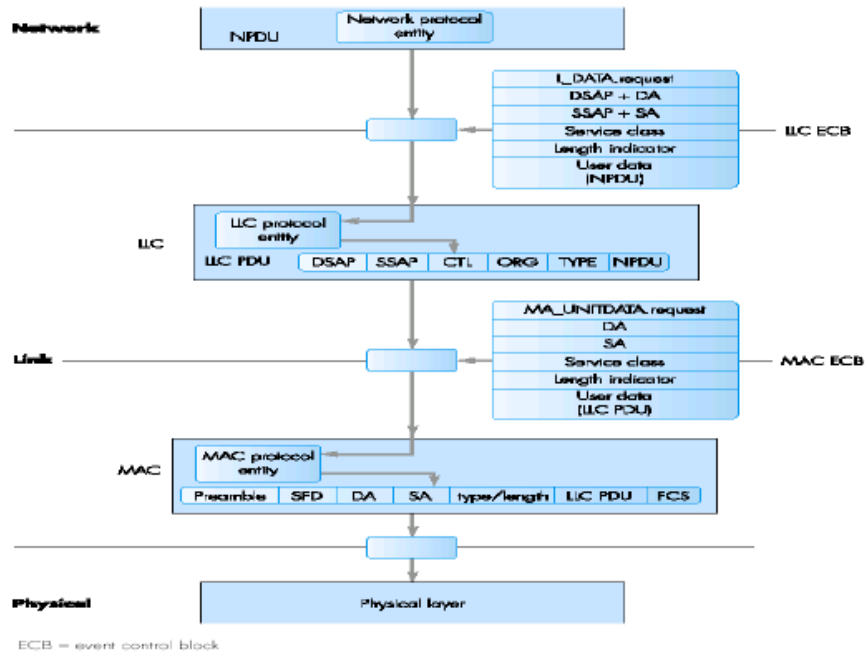 Network
NPDU
Network protocol
entity
L_DATA.request
DSAP + DA
SSAP + SA
Service class
Length indicator
User data
(NPDU)
LLC ECB
LLC protocol
entity
LLC
LLC PDU
DSAP SSAP CTL ORG TYPE NPDU
MA_UNITDATA.request
DA
SA
Service class
Length indicator
User data
(LLC PDU)
Link
MAC ECB
MAC protocol
entity
MAC
Preamble SFD DA SA type/length LLC PDU FCS
Physical
Physical layer
ECB = event control block